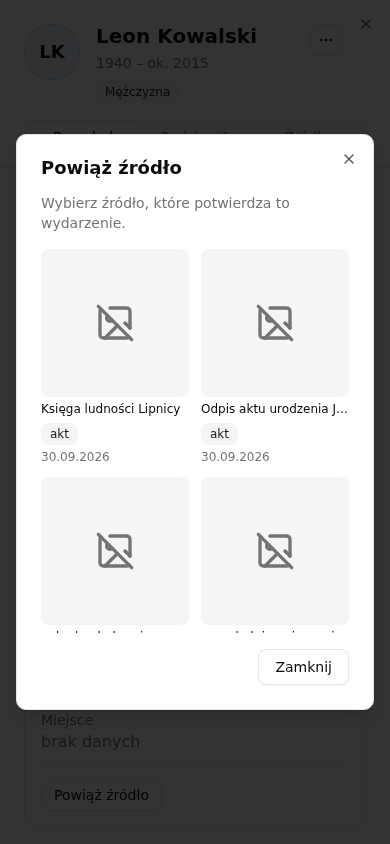 LK
Leon Kowalski
1940 – ok. 2015
Mężczyzna
Powiąż źródło
Wybierz źródło, które potwierdza to
wydarzenie.
Księga ludności Lipnicy
Odpis aktu urodzenia J...
akt
akt
30.09.2026
30.09.2026
Zamknij
Miejsce
brak danych
Powiąż źródło